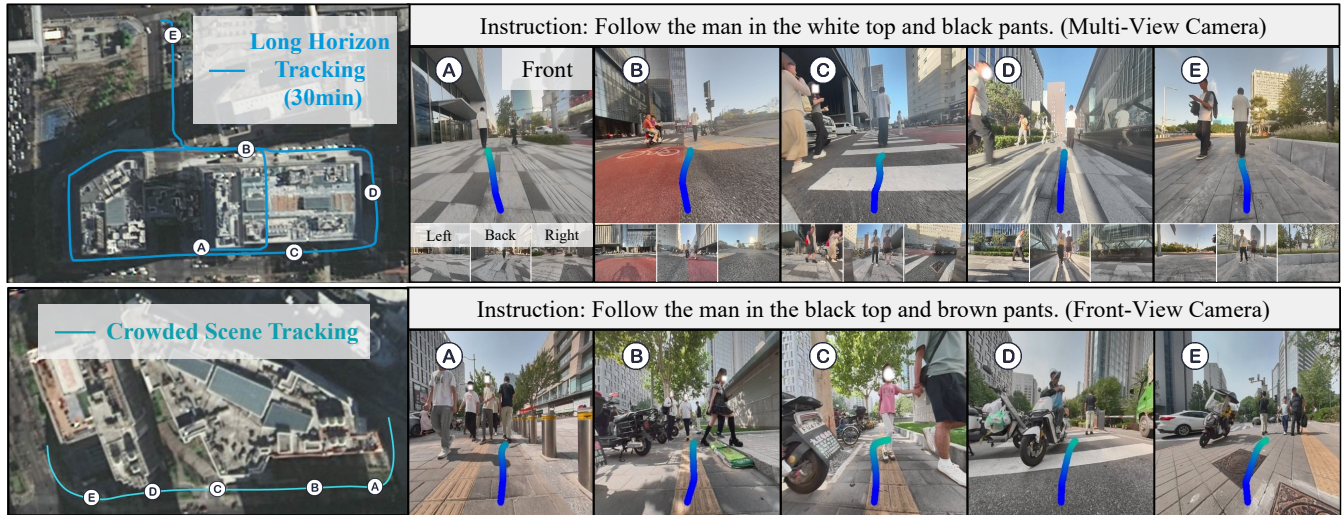 Long Horizon
Tracking
(30min)
E
B
D
A
C
Instruction: Follow the man in the white top and black pants. (Multi-View Camera)
A
Front
B
C
D
E
Left
Back
Right
Crowded Scene Tracking
E
D
C
B
A
Instruction: Follow the man in the black top and brown pants. (Front-View Camera)
A
B
C
D
E